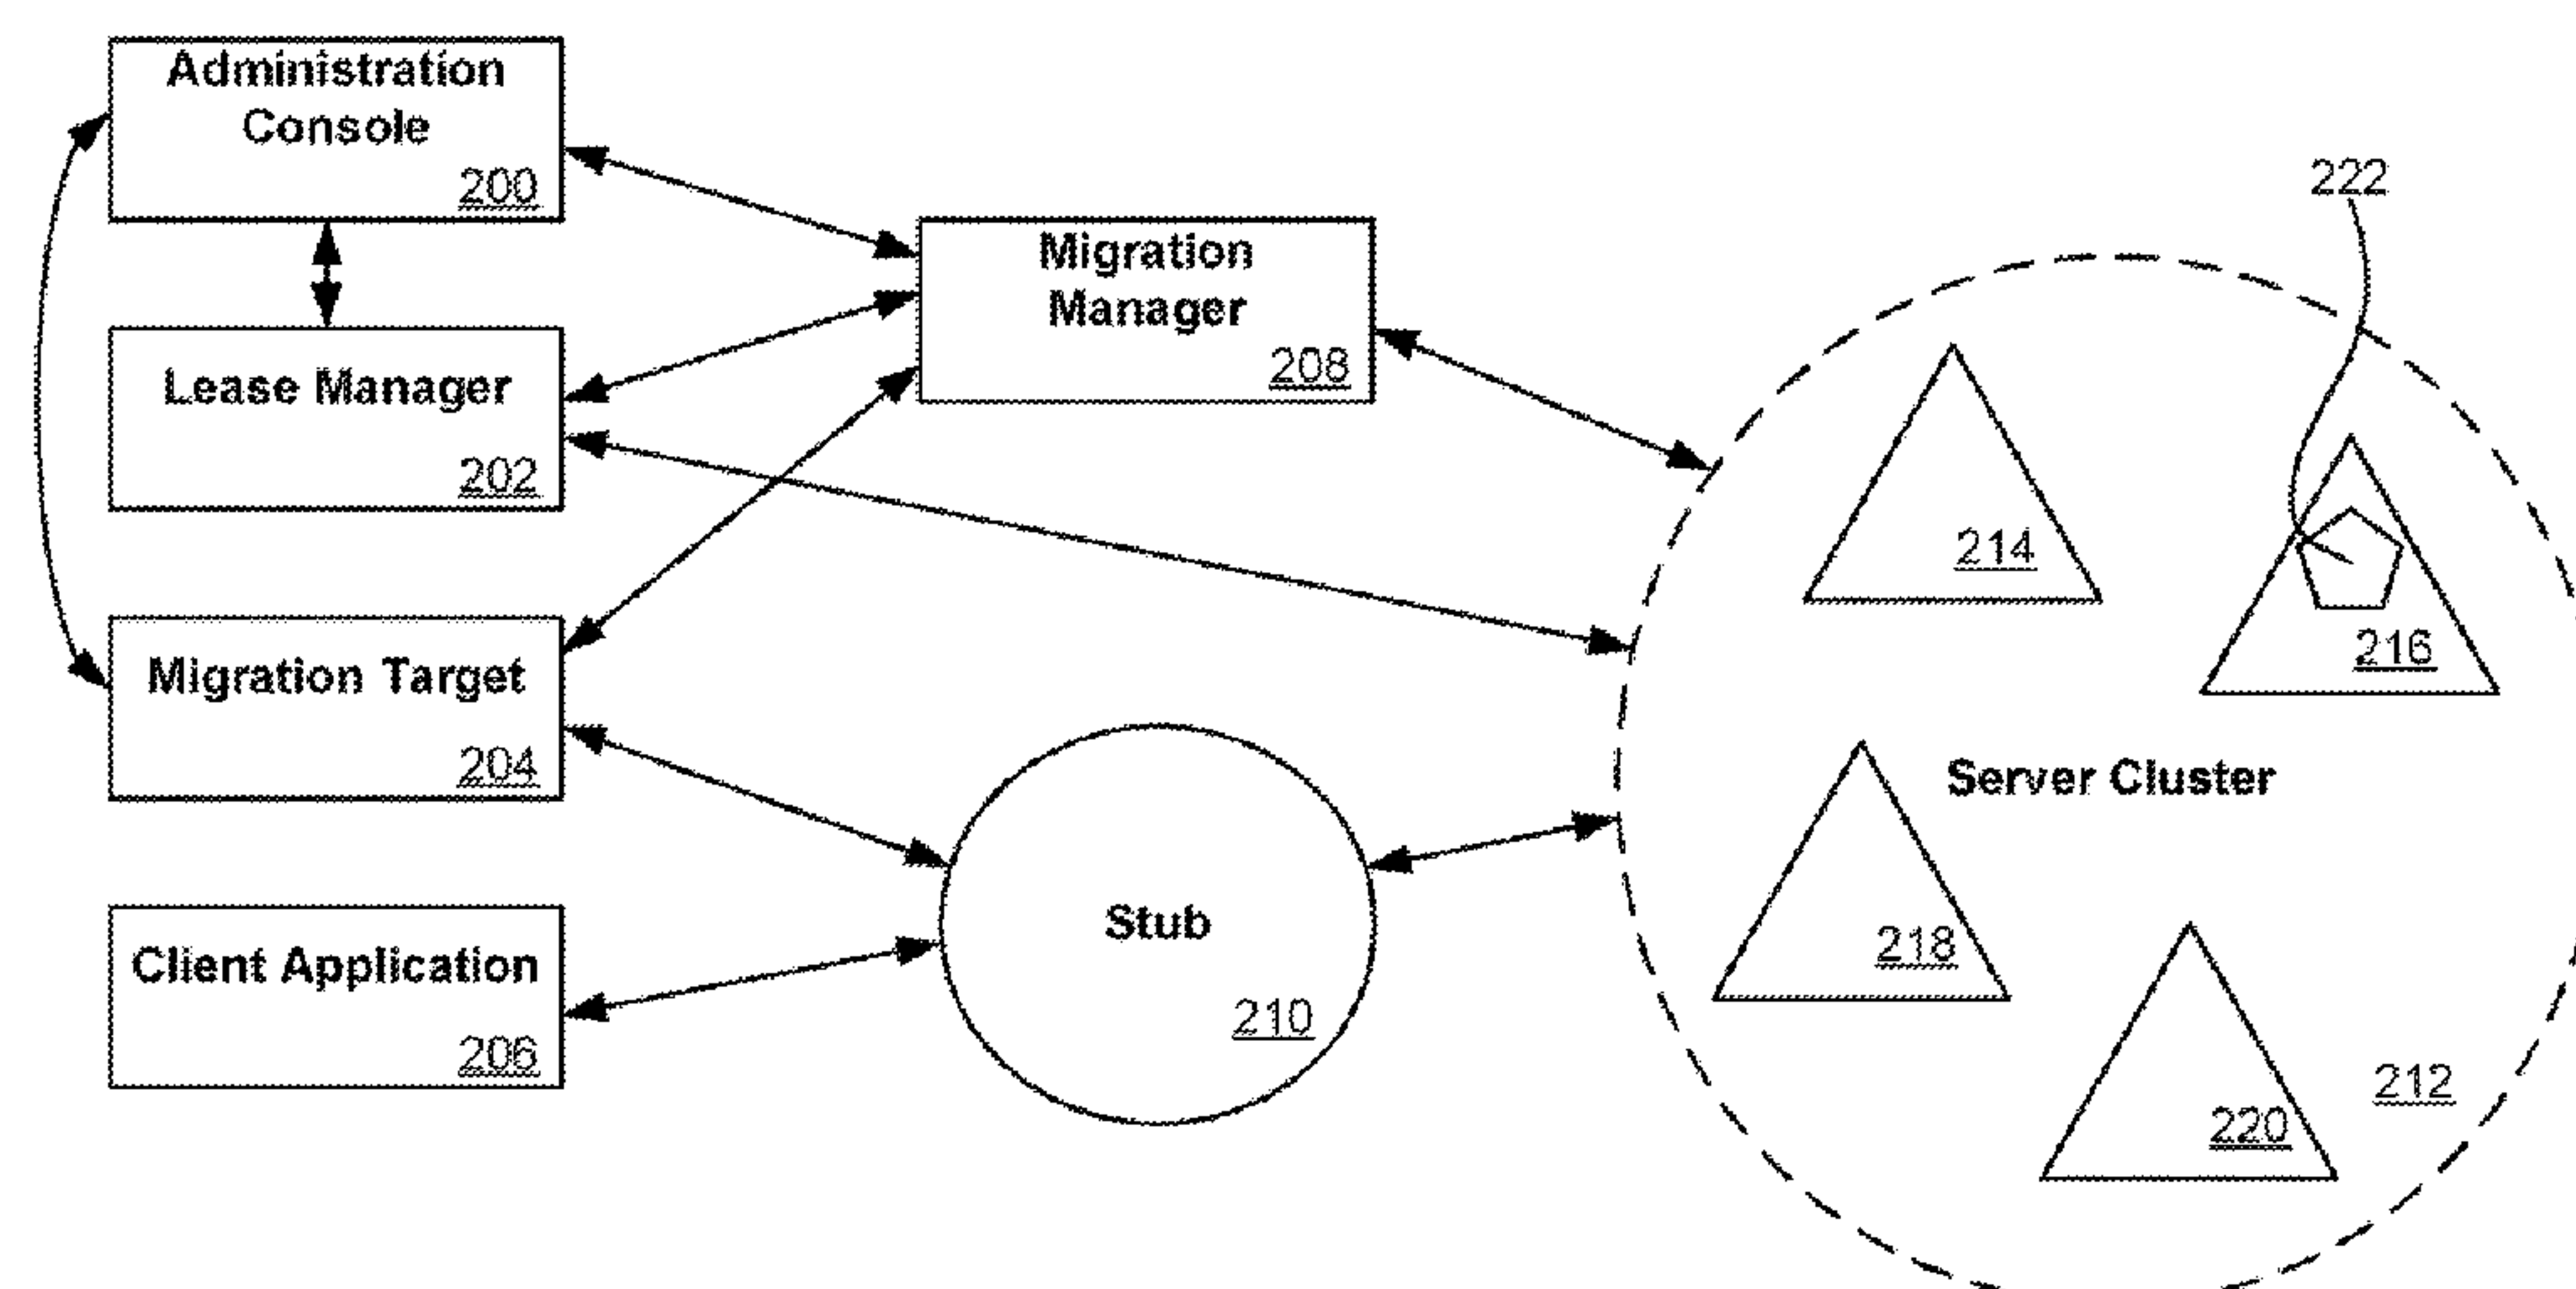 Administration
Console
200
Lease Manager
202
Migration Target
204
Client Application
206
Migration
Manager
208
Stub
210
222
214
216
Server Cluster
218
220
212